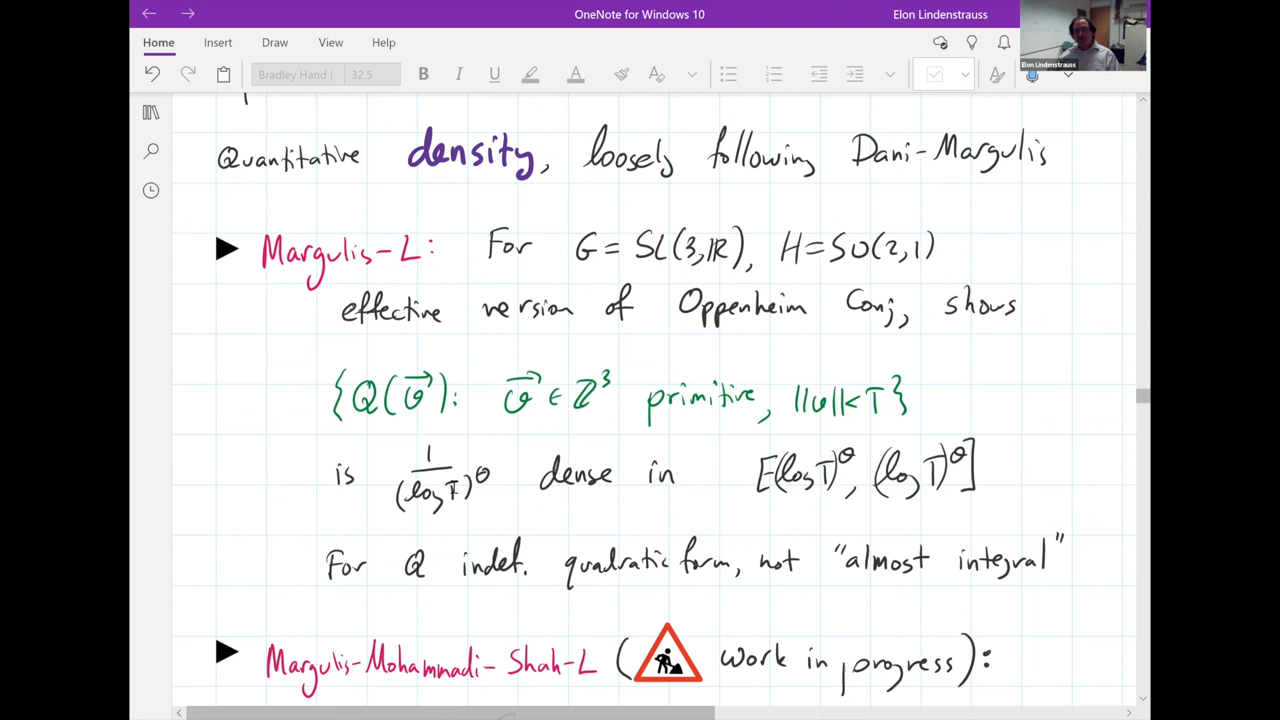 OneNote for Windows 10
Elon Lindenstrauss
Elon Lindenstrauss
Home Insert Draw View Help
Bradley Hand 32.5
B I U A
Quantitative density, loosely following Dani-Margulis
▶ Margulis-L: For G = SL(3,ℝ), H = SO(2,1)
effective version of Oppenheim Conj, shows
{Q(v⃗): v⃗ ∈ ℤ³ primitive, ||v|| < T}
is 1/(log T)^θ dense in [-(log T)^θ, (log T)^θ]
For Q indef. quadratic form, not "almost integral"
▶ Margulis-Mohammadi-Shah-L ( work in progress):